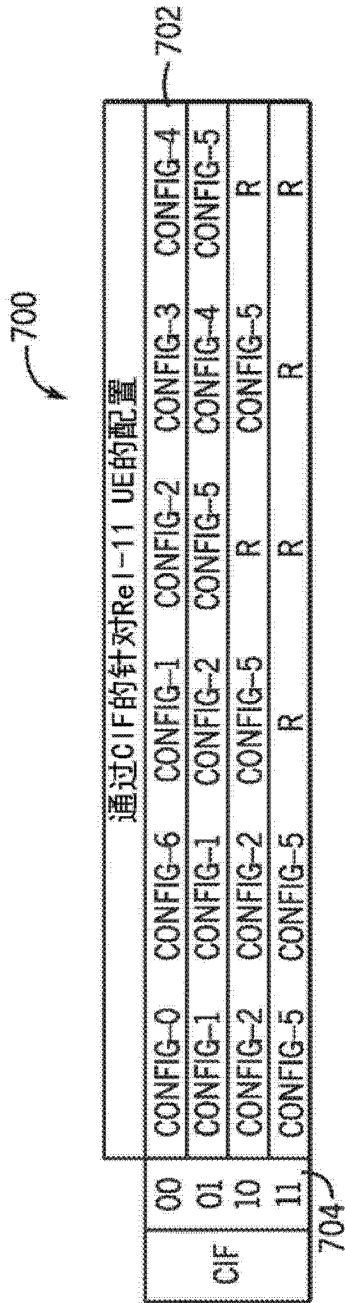 700
通过CIF的针对Rel-11 UE的配置
702
CIF
00 CONFIG-0 CONFIG-6 CONFIG-1 CONFIG-2 CONFIG-3 CONFIG-4
01 CONFIG-1 CONFIG-1 CONFIG-2 CONFIG-5 CONFIG-4 CONFIG-5
10 CONFIG-2 CONFIG-2 CONFIG-5 R CONFIG-5 R
11 CONFIG-5 CONFIG-5 R R R R
704